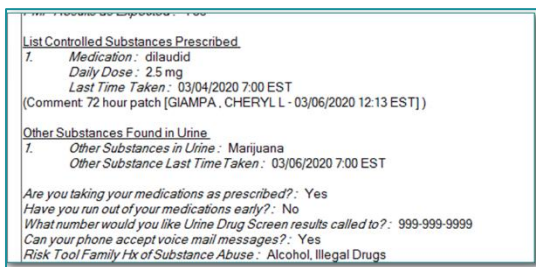 List Controlled Substances Prescribed
1. Medication : dilaudid
Daily Dose : 2.5 mg
Last Time Taken : 03/04/2020 7:00 EST
(Comment: 72 hour patch [GIAMPA , CHERYL L - 03/06/2020 12:13 EST] )
Other Substances Found in Urine
1. Other Substances in Urine : Marijuana
Other Substance Last Time Taken : 03/06/2020 7:00 EST
Are you taking your medications as prescribed? : Yes
Have you run out of your medications early? : No
What number would you like Urine Drug Screen results called to? : 999-999-9999
Can your phone accept voice mail messages? : Yes
Risk Tool Family Hx of Substance Abuse : Alcohol, Illegal Drugs